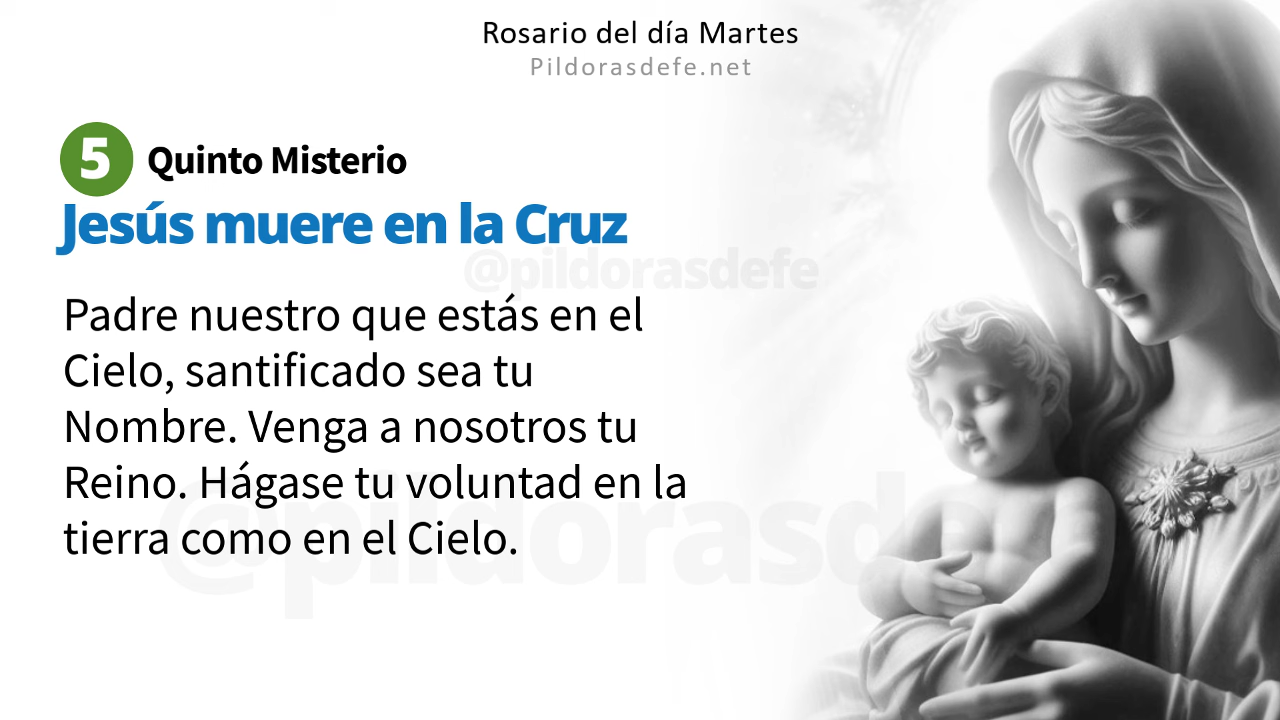 Rosario del día Martes
Pildorasdefe.net
5 Quinto Misterio
Jesús muere en la Cruz
@pildorasdefe
Padre nuestro que estás en el
Cielo, santificado sea tu
Nombre. Venga a nosotros tu
Reino. Hágase tu voluntad en la
tierra como en el Cielo.
@pildorasdefe